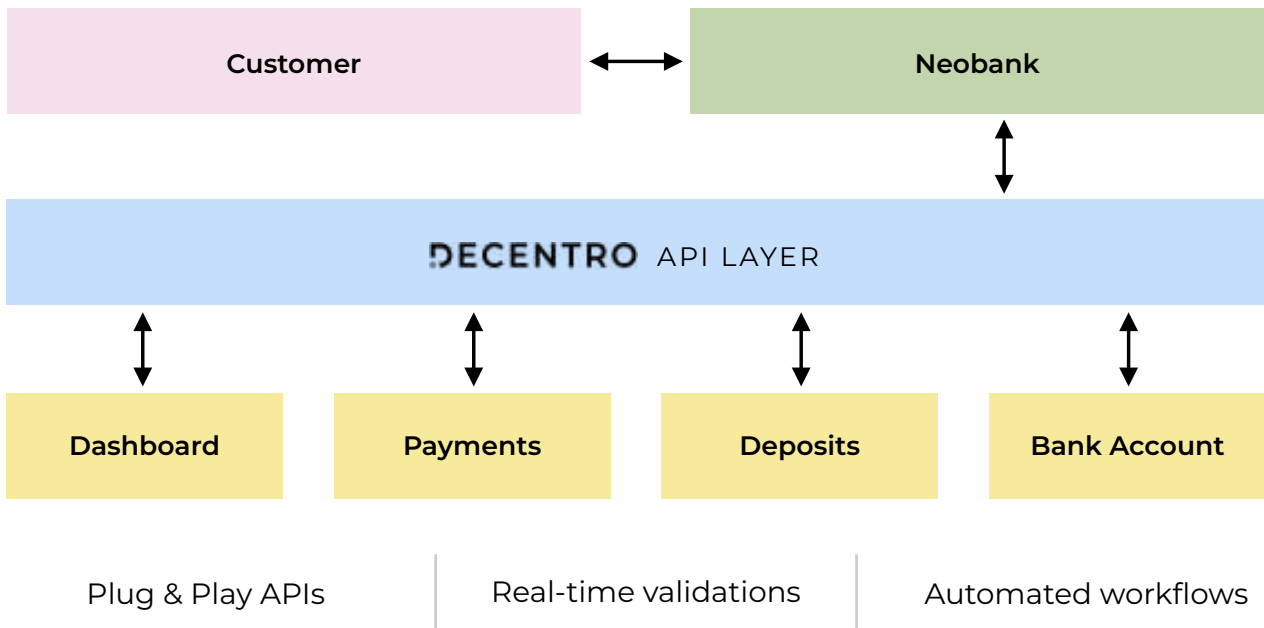 Customer
Neobank
DECENTRO API LAYER
Dashboard
Payments
Deposits
Bank Account
Plug & Play APIs
Real-time validations
Automated workflows